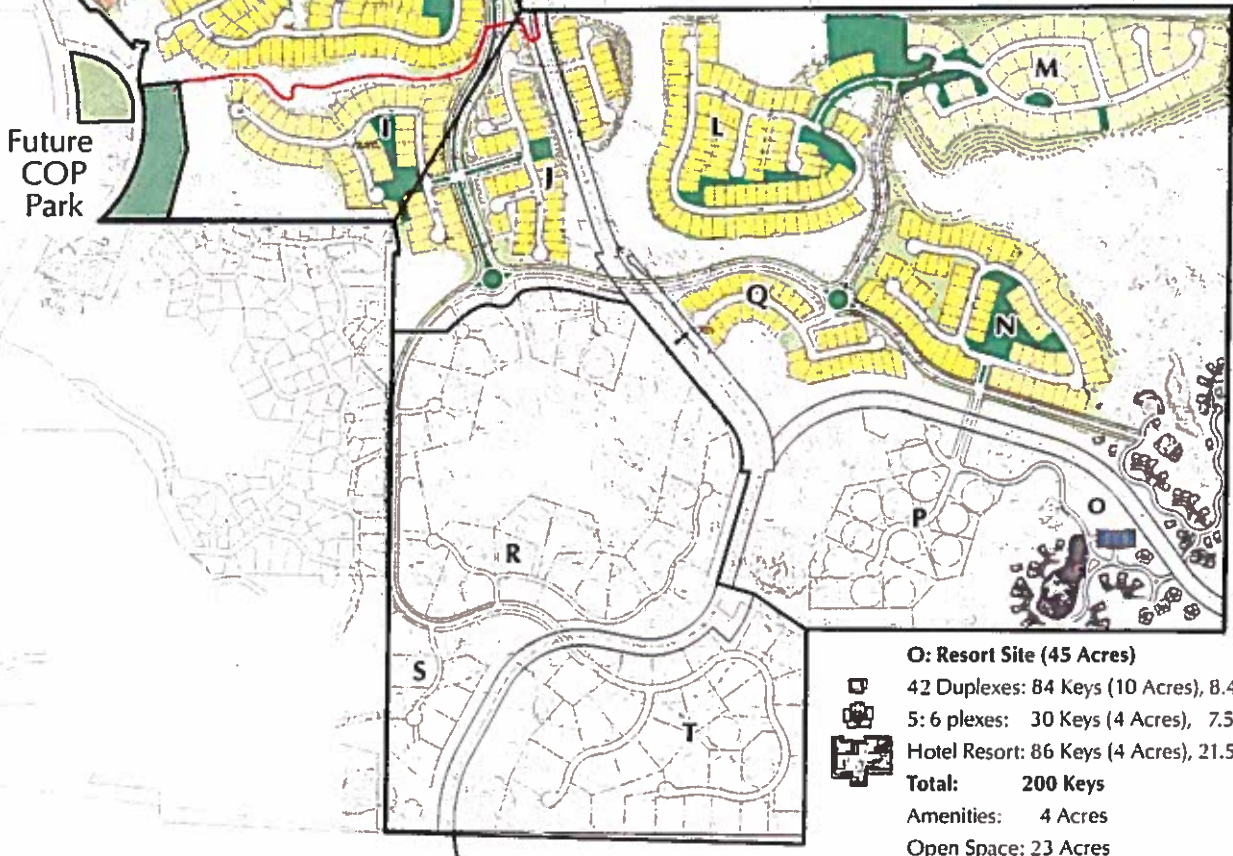 M
L
I
J
Future
COP
Park
Q
N
P
O
R
S
T
O: Resort Site (45 Acres)
42 Duplexes: 84 Keys (10 Acres), 8.4
5: 6 plexes: 30 Keys (4 Acres), 7.5
Hotel Resort: 86 Keys (4 Acres), 21.5
Total: 200 Keys
Amenities: 4 Acres
Open Space: 23 Acres